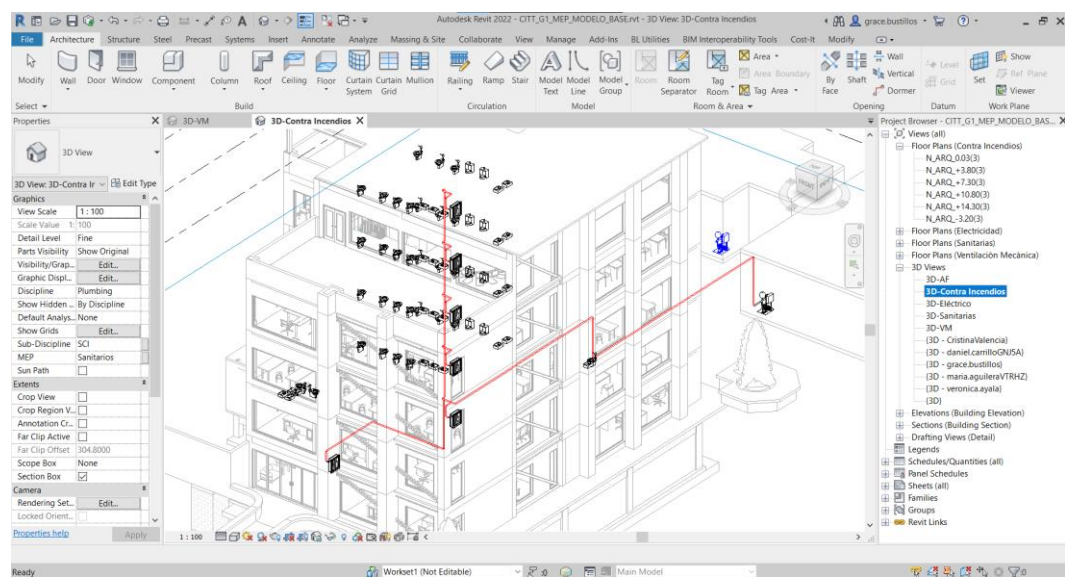 Autodesk Revit 2022 - CITT_G1_MEP_MODELO_BASE.rvt - 3D View: 3D-Contra Incendios
grace.bustillos
File Architecture Structure Steel Precast Systems Insert Annotate Analyze Massing & Site Collaborate View Manage Add-Ins BL Utilities BIM Interoperability Tools Cost-It Modify
Modify Wall Door Window Component Column Roof Ceiling Floor Curtain System Curtain Grid Mullion Railing Ramp Stair Model Text Model Line Model Group Room Room Separator Tag Room Area Area Boundary Tag Area By Face Shaft Wall Vertical Dormer Level Grid Set Show Ref Plane Viewer
Select Build Circulation Model Room & Area Opening Datum Work Plane
Properties
3D-VM
3D-Contra Incendios
Project Browser - CITT_G1_MEP_MODELO_BAS...
3D View
3D View: 3D-Contra Ir
Edit Type
Graphics
View Scale 1 : 100
Scale Value 1: 100
Detail Level Fine
Parts Visibility Show Original
Visibility/Grap... Edit...
Graphic Displ... Edit...
Discipline Plumbing
Show Hidden ... By Discipline
Default Analys... None
Show Grids Edit...
Sub-Discipline SCI
MEP Sanitarios
Sun Path
Extents
Crop View
Crop Region V...
Annotation Cr...
Far Clip Active
Far Clip Offset 304.8000
Scope Box None
Section Box
Camera
Rendering Set... Edit...
Locked Orient...
Properties help
Apply
FRONT
1 : 100
Views (all)
Floor Plans (Contra Incendios)
N_ARQ_0.03(3)
N_ARQ_+3.80(3)
N_ARQ_+7.30(3)
N_ARQ_+10.80(3)
N_ARQ_+14.30(3)
N_ARQ_-3.20(3)
Floor Plans (Electricidad)
Floor Plans (Sanitarias)
Floor Plans (Ventilación Mecánica)
3D Views
3D-AF
3D-Contra Incendios
3D-Eléctrico
3D-Sanitarias
3D-VM
{3D - CristinaValencia}
{3D - daniel.carrilloGNJ5A}
{3D - grace.bustillos}
{3D - maria.aguileraVTRHZ}
{3D - veronica.ayala}
{3D}
Elevations (Building Elevation)
Sections (Building Section)
Drafting Views (Detail)
Legends
Schedules/Quantities (all)
Panel Schedules
Sheets (all)
Families
Groups
Revit Links
Ready
Workset1 (Not Editable)
:0
Main Model
:0